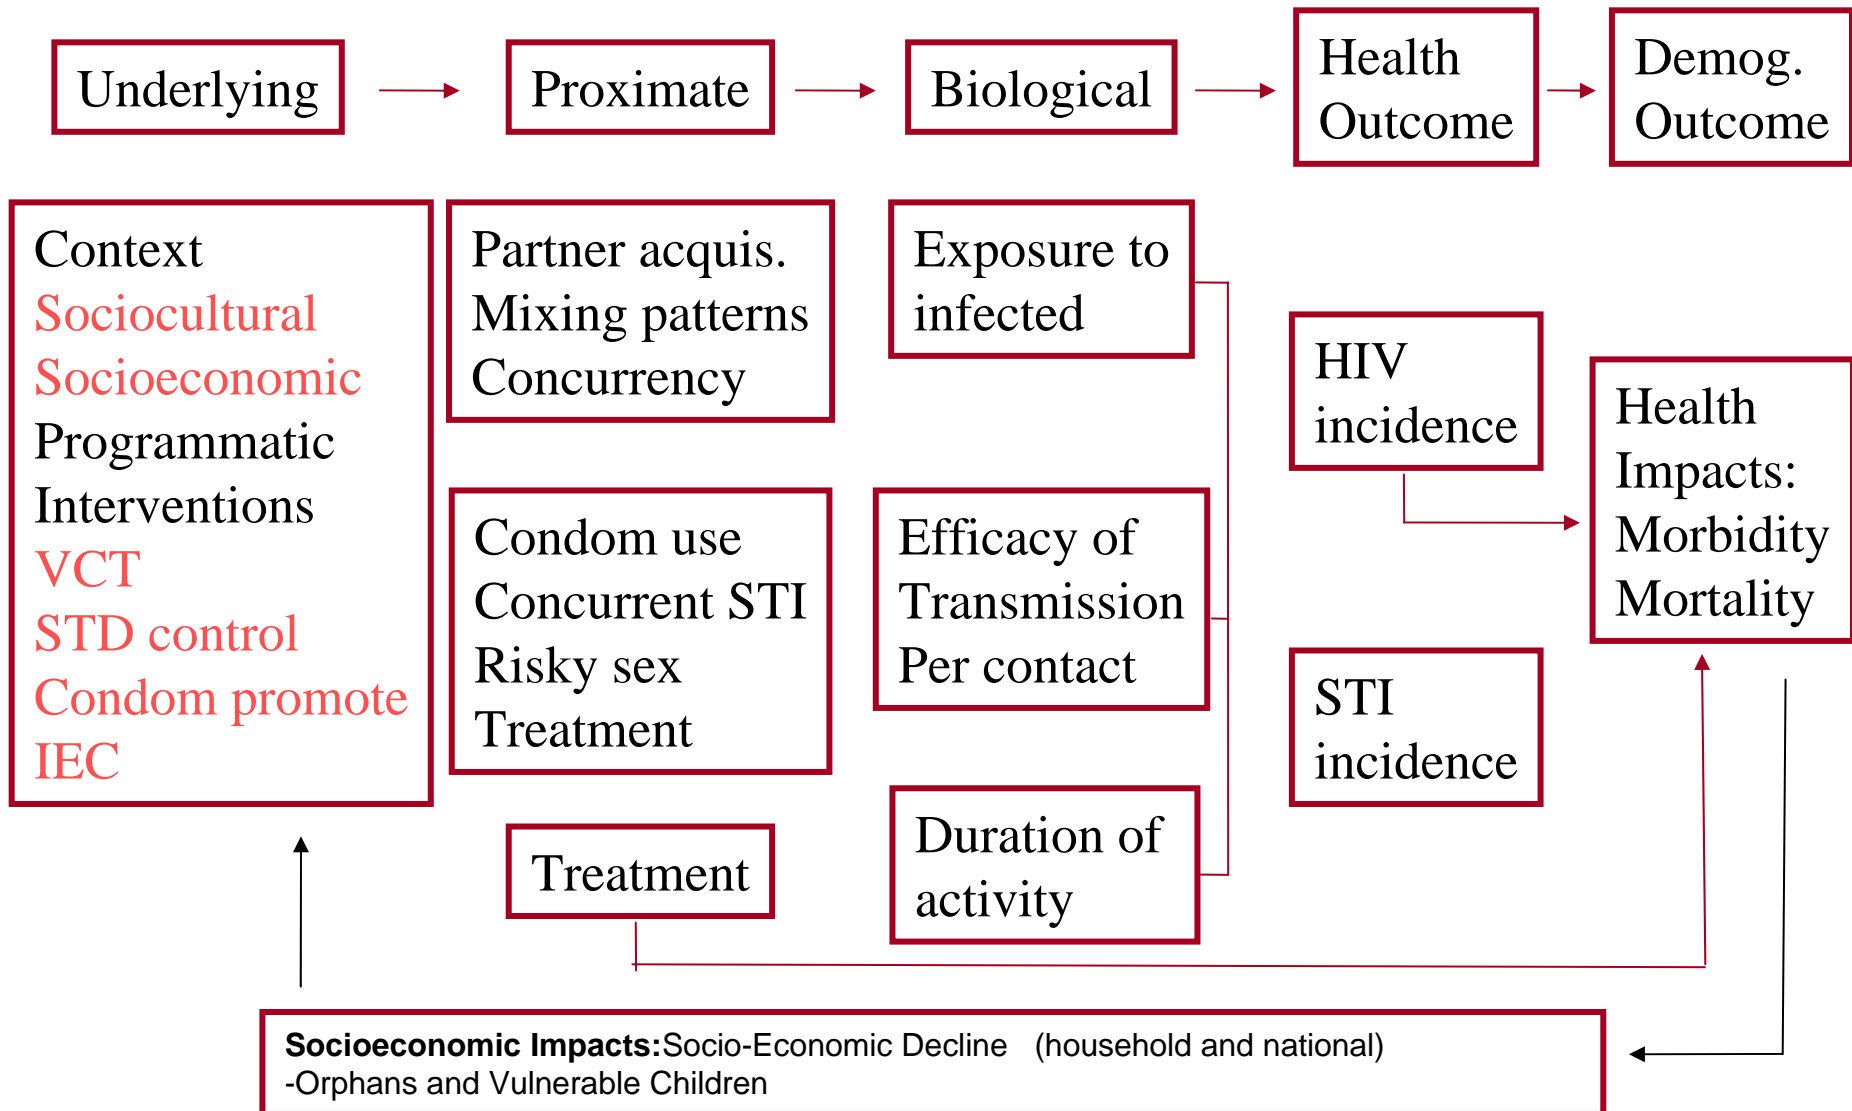 Underlying
Proximate
Biological
Health
Outcome
Demog.
Outcome
Context
Sociocultural
Socioeconomic
Programmatic
Interventions
VCT
STD control
Condom promote
IEC
Partner acquis.
Mixing patterns
Concurrency
Condom use
Concurrent STI
Risky sex
Treatment
Treatment
Exposure to
infected
Efficacy of
Transmission
Per contact
Duration of
activity
HIV
incidence
STI
incidence
Health
Impacts:
Morbidity
Mortality
Socioeconomic Impacts:Socio-Economic Decline (household and national)
-Orphans and Vulnerable Children